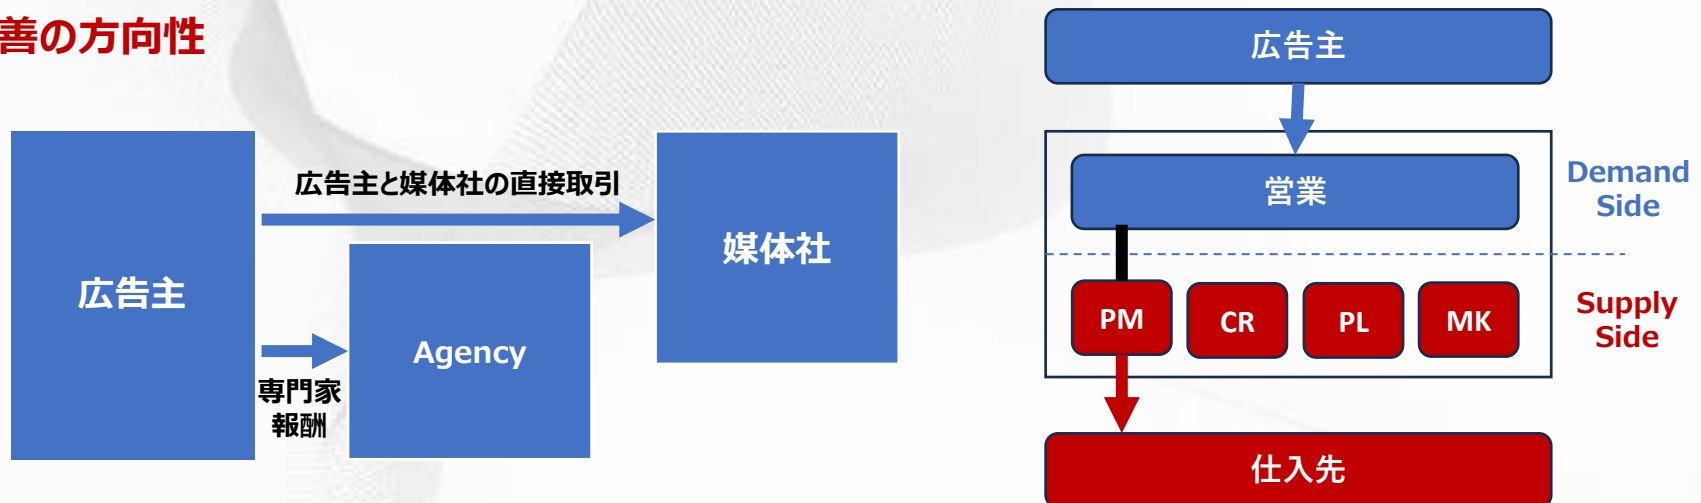 善の方向性
広告主
広告主と媒体社の直接取引
媒体社
Agency
専門家
報酬
広告主
営業
Demand
Side
PM
CR
PL
MK
Supply
Side
仕入先